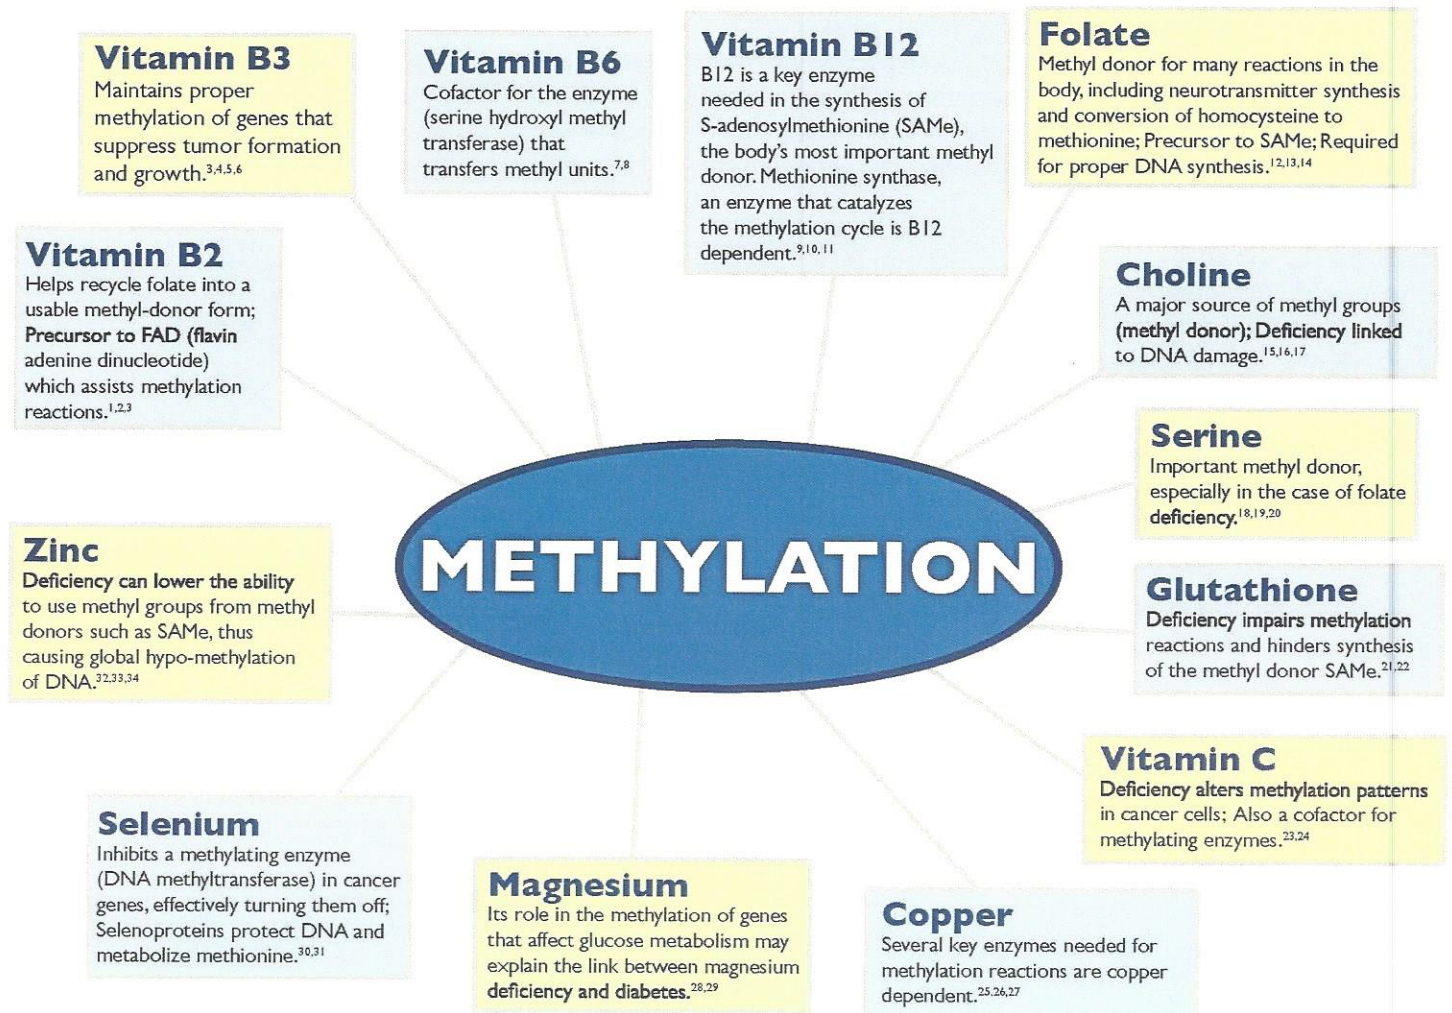 Vitamin B3
Maintains proper
methylation of genes that
suppress tumor formation
and growth.3,4,5,6
Vitamin B6
Cofactor for the enzyme
(serine hydroxyl methyl
transferase) that
transfers methyl units.7,8
Vitamin B12
B12 is a key enzyme
needed in the synthesis of
S-adenosylmethionine (SAMe),
the body's most important methyl
donor. Methionine synthase,
an enzyme that catalyzes
the methylation cycle is B12
dependent.9,10,11
Folate
Methyl donor for many reactions in the
body, including neurotransmitter synthesis
and conversion of homocysteine to
methionine; Precursor to SAMe; Required
for proper DNA synthesis.12,13,14
Vitamin B2
Helps recycle folate into a
usable methyl-donor form;
Precursor to FAD (flavin
adenine dinucleotide)
which assists methylation
reactions.1,2,3
Choline
A major source of methyl groups
(methyl donor); Deficiency linked
to DNA damage.15,16,17
Serine
Important methyl donor,
especially in the case of folate
deficiency.18,19,20
METHYLATION
Zinc
Deficiency can lower the ability
to use methyl groups from methyl
donors such as SAMe, thus
causing global hypo-methylation
of DNA.32,33,34
Glutathione
Deficiency impairs methylation
reactions and hinders synthesis
of the methyl donor SAMe.21,22
Vitamin C
Deficiency alters methylation patterns
in cancer cells; Also a cofactor for
methylating enzymes.23,24
Selenium
Inhibits a methylating enzyme
(DNA methyltransferase) in cancer
genes, effectively turning them off;
Selenoproteins protect DNA and
metabolize methionine.30,31
Magnesium
Its role in the methylation of genes
that affect glucose metabolism may
explain the link between magnesium
deficiency and diabetes.28,29
Copper
Several key enzymes needed for
methylation reactions are copper
dependent.25,26,27